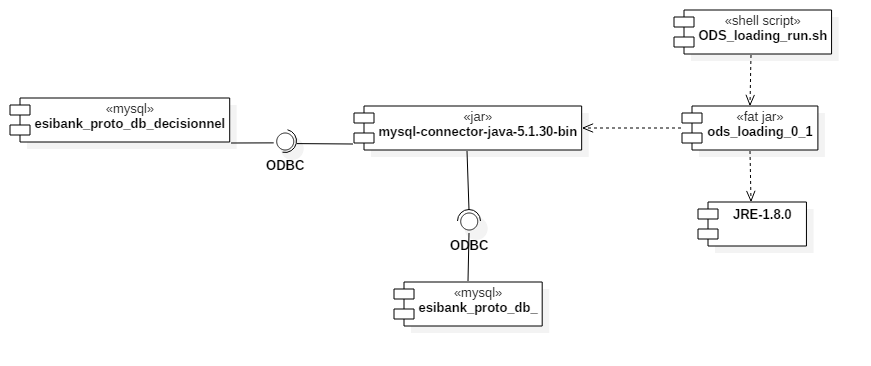 «shell script»
ODS_loading_run.sh
«mysql»
esibank_proto_db_decisionnel
«jar»
mysql-connector-java-5.1.30-bin
«fat jar»
ods_loading_0_1
ODBC
JRE-1.8.0
ODBC
«mysql»
esibank_proto_db_